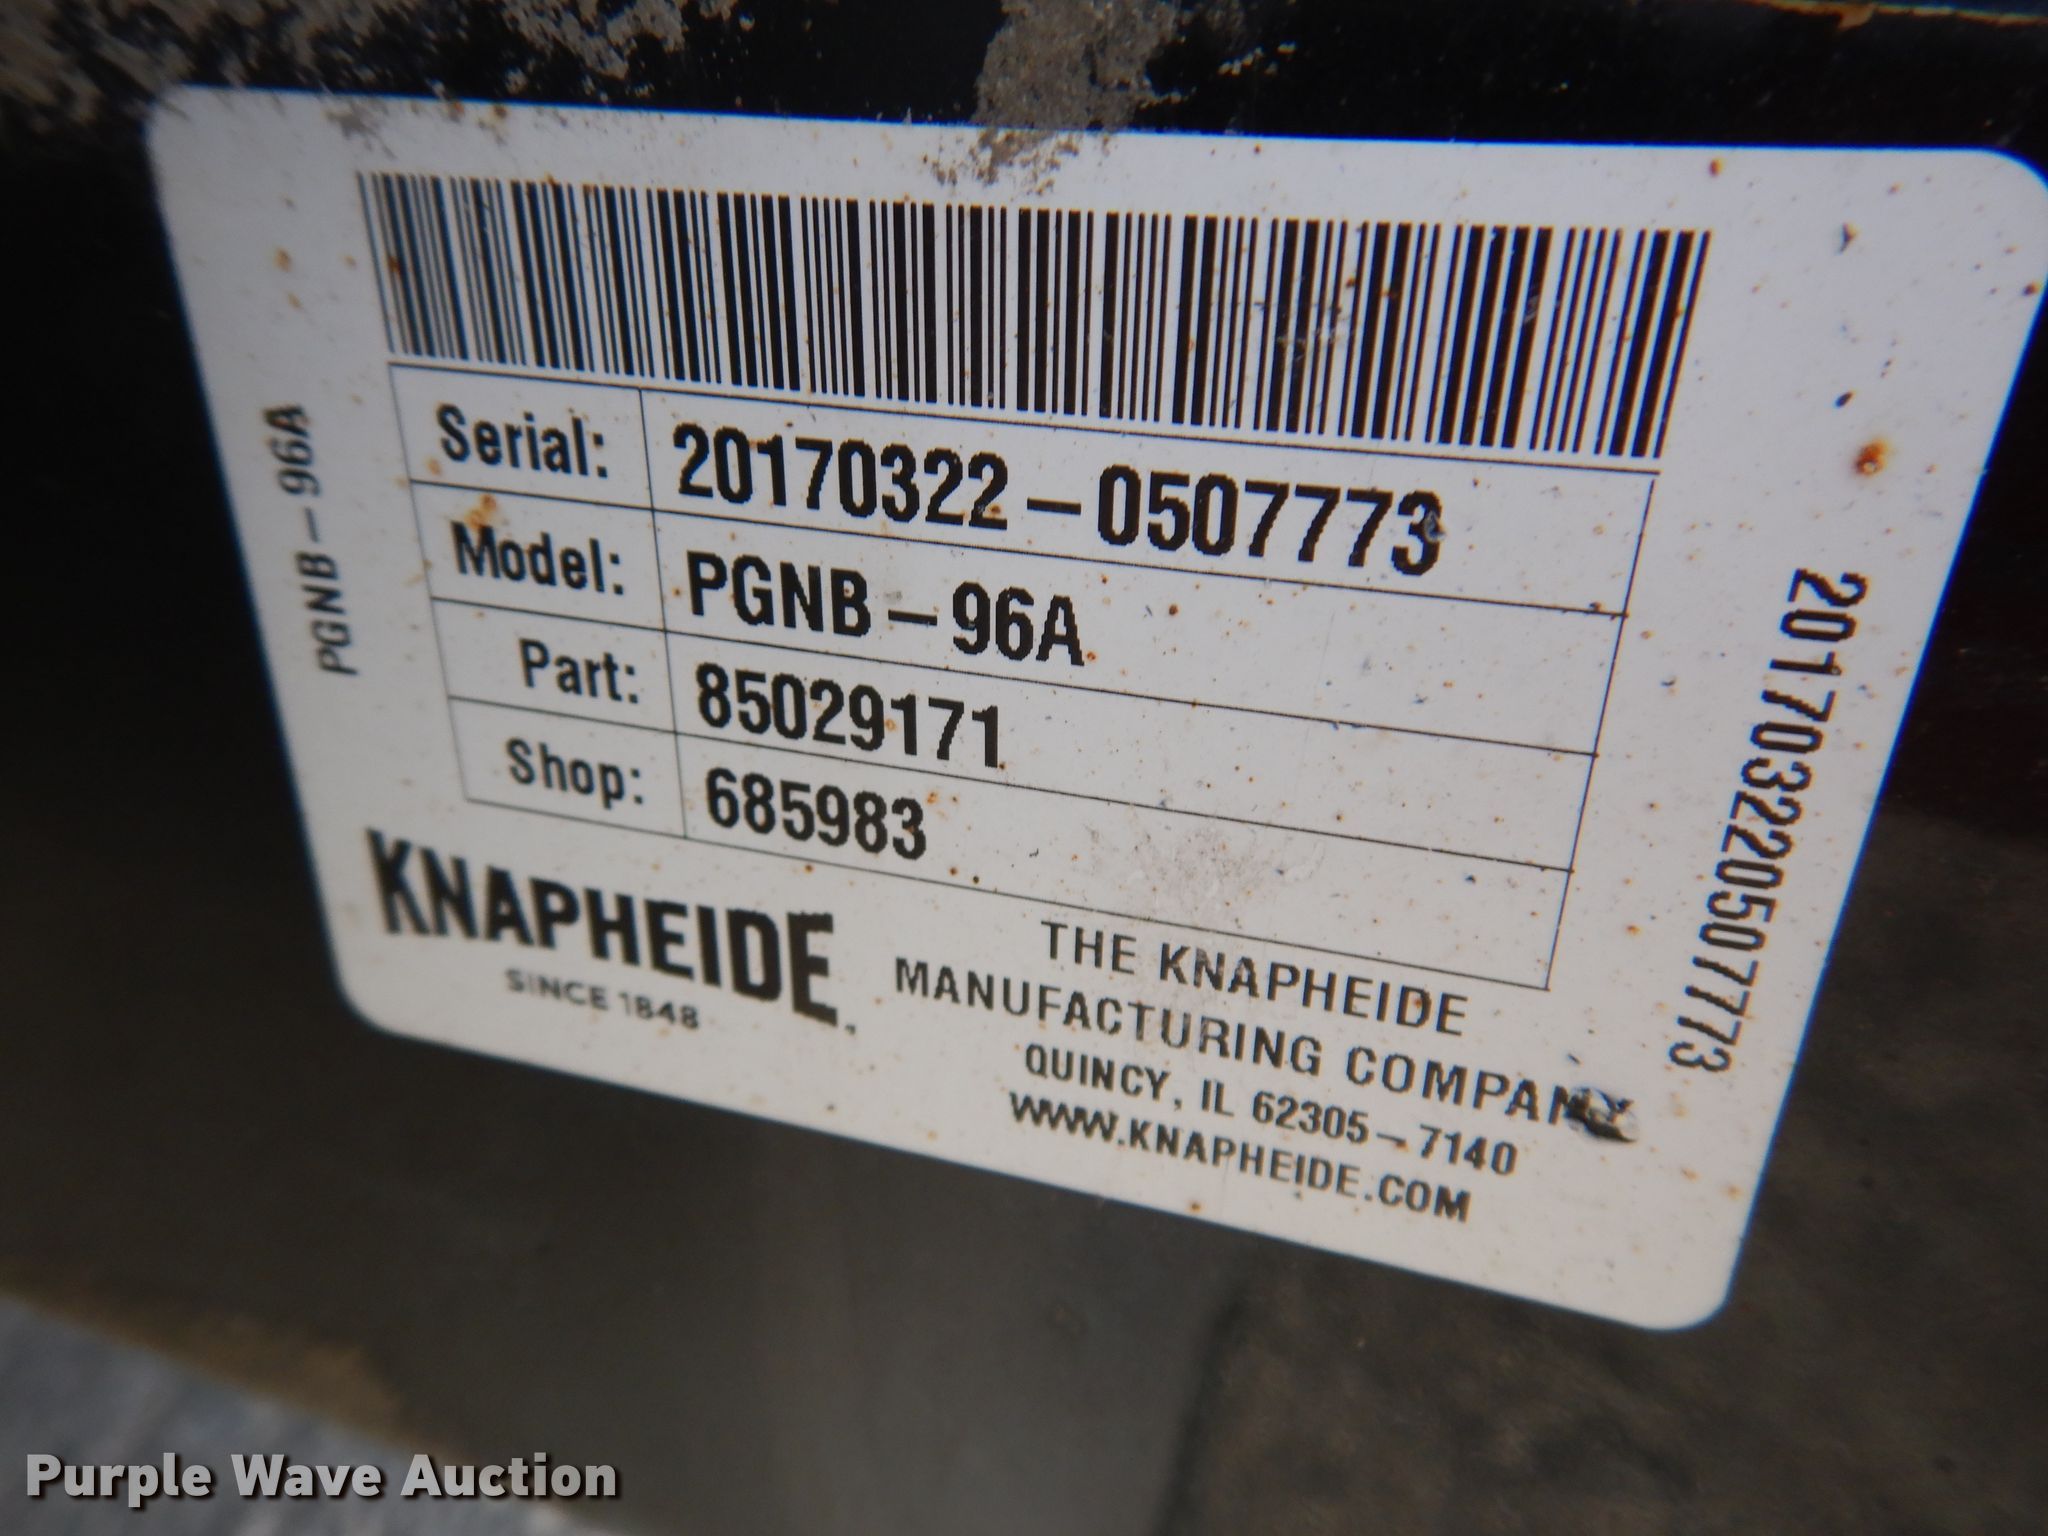 PGNB-96A
Serial: 20170322-0507773
Model: PGNB-96A
Part: 85029171
Shop: 685983
201703220507773
KNAPHEIDE
SINCE 1848
THE KNAPHEIDE
MANUFACTURING COMPANY
QUINCY, IL 62305-7140
WWW.KNAPHEIDE.COM
Purple Wave Auction